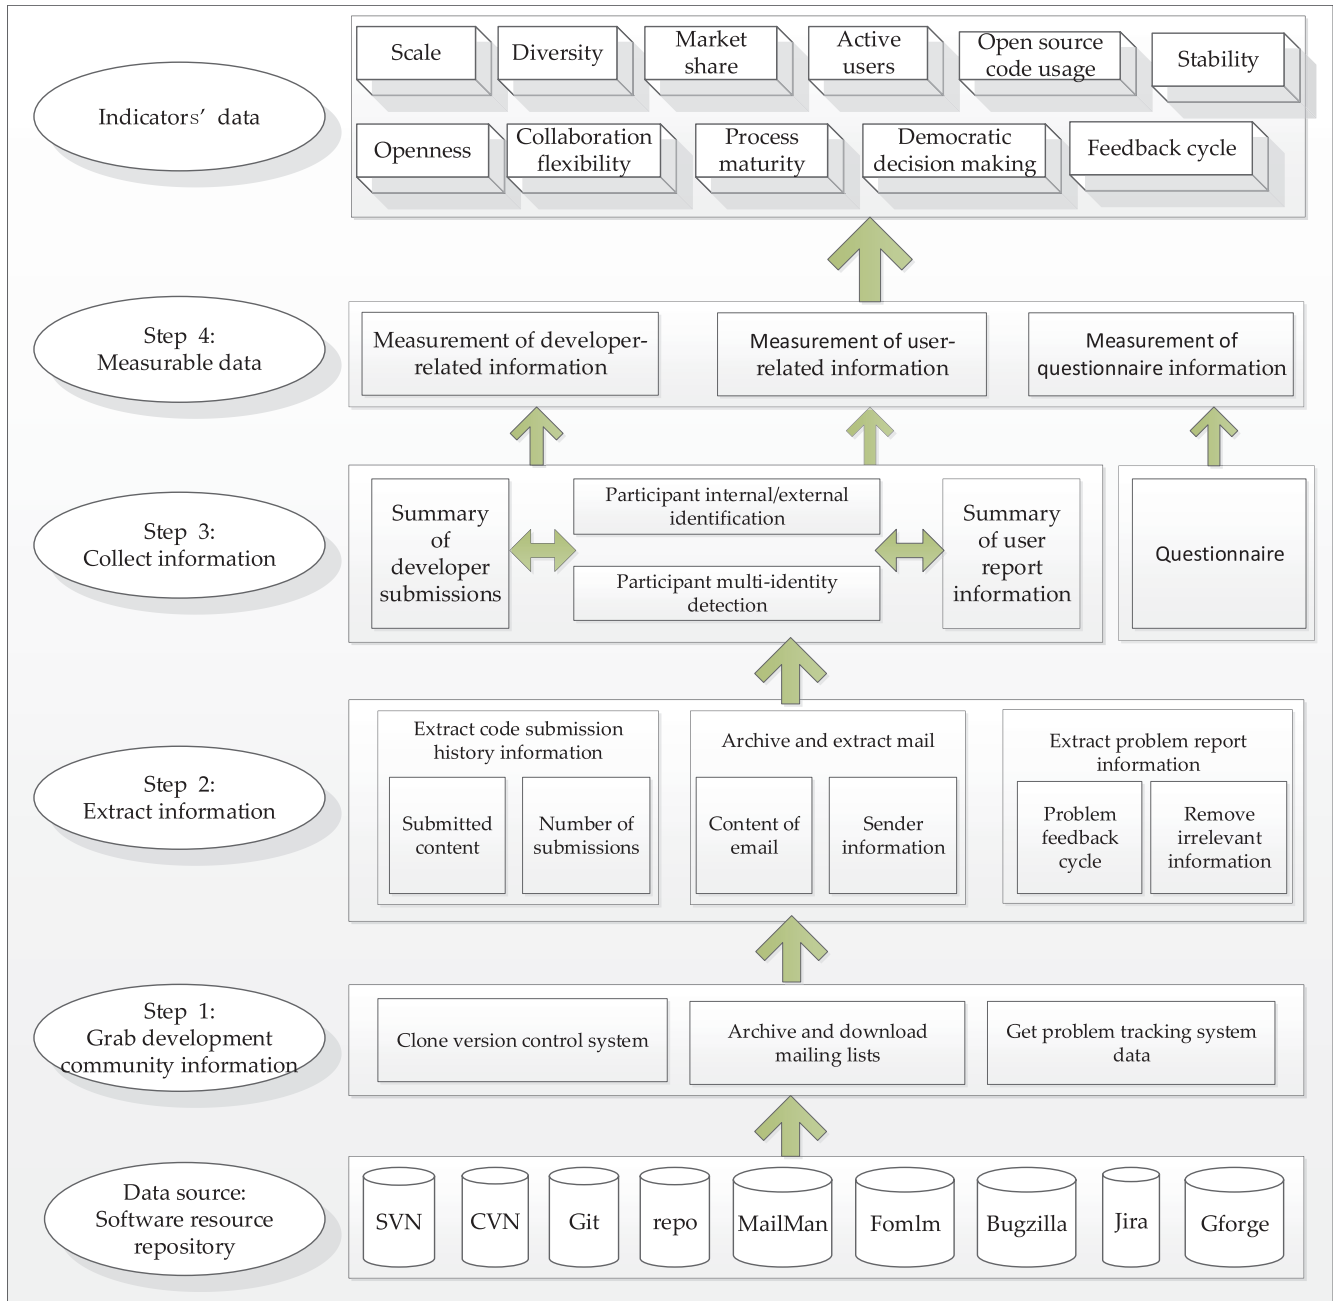 Indicators' data
Scale
Diversity
Market
share
Active
users
Open source
code usage
Stability
Openness
Collaboration
flexibility
Process
maturity
Democratic
decision making
Feedback cycle
Step 4:
Measurable data
Measurement of developer-
related information
Measurement of user-
related information
Measurement of
questionnaire information
Step 3:
Collect information
Summary
of
developer
submissions
Participant internal/external
identification
Participant multi-identity
detection
Summary
of user
report
information
Questionnaire
Step 2:
Extract information
Extract code submission
history information
Submitted
content
Number of
submissions
Archive and extract mail
Content of
email
Sender
information
Extract problem report
information
Problem
feedback
cycle
Remove
irrelevant
information
Step 1:
Grab development
community information
Clone version control system
Archive and download
mailing lists
Get problem tracking system
data
Data source:
Software resource
repository
SVN
CVN
Git
repo
MailMan
Fomlm
Bugzilla
Jira
Gforge